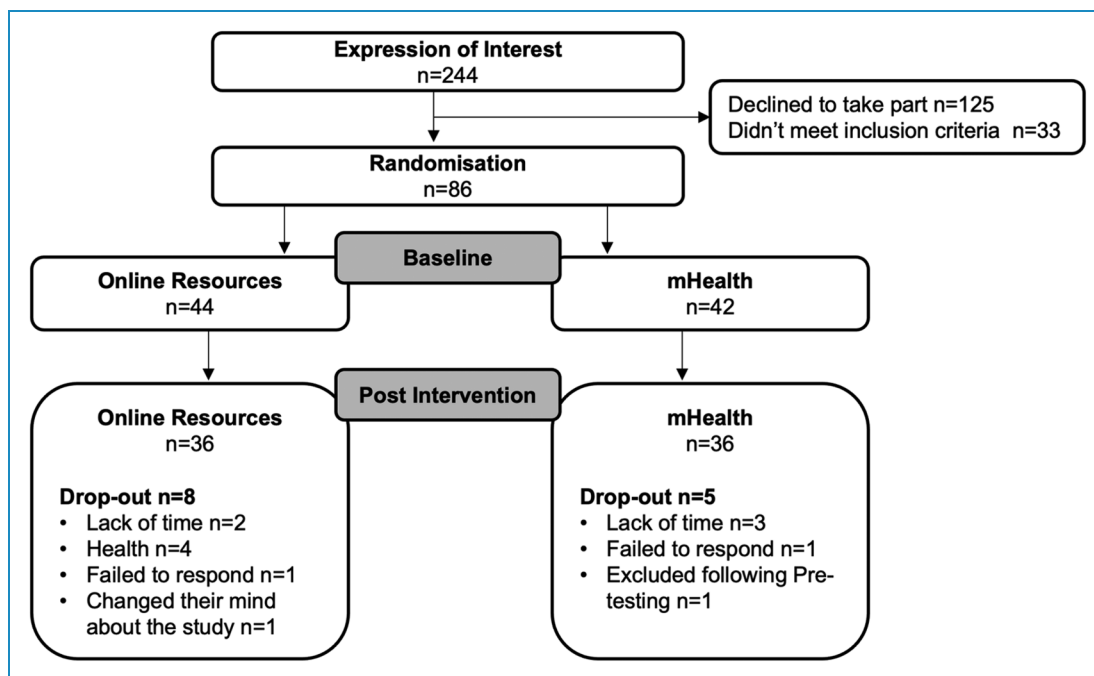 Expression of Interest
n=244
Declined to take part n=125
Didn't meet inclusion criteria n=33
Randomisation
n=86
Baseline
Online Resources
n=44
mHealth
n=42
Post Intervention
Online Resources
n=36
Drop-out n=8
• Lack of time n=2
• Health n=4
• Failed to respond n=1
• Changed their mind
about the study n=1
mHealth
n=36
Drop-out n=5
• Lack of time n=3
• Failed to respond n=1
• Excluded following Pre-
testing n=1